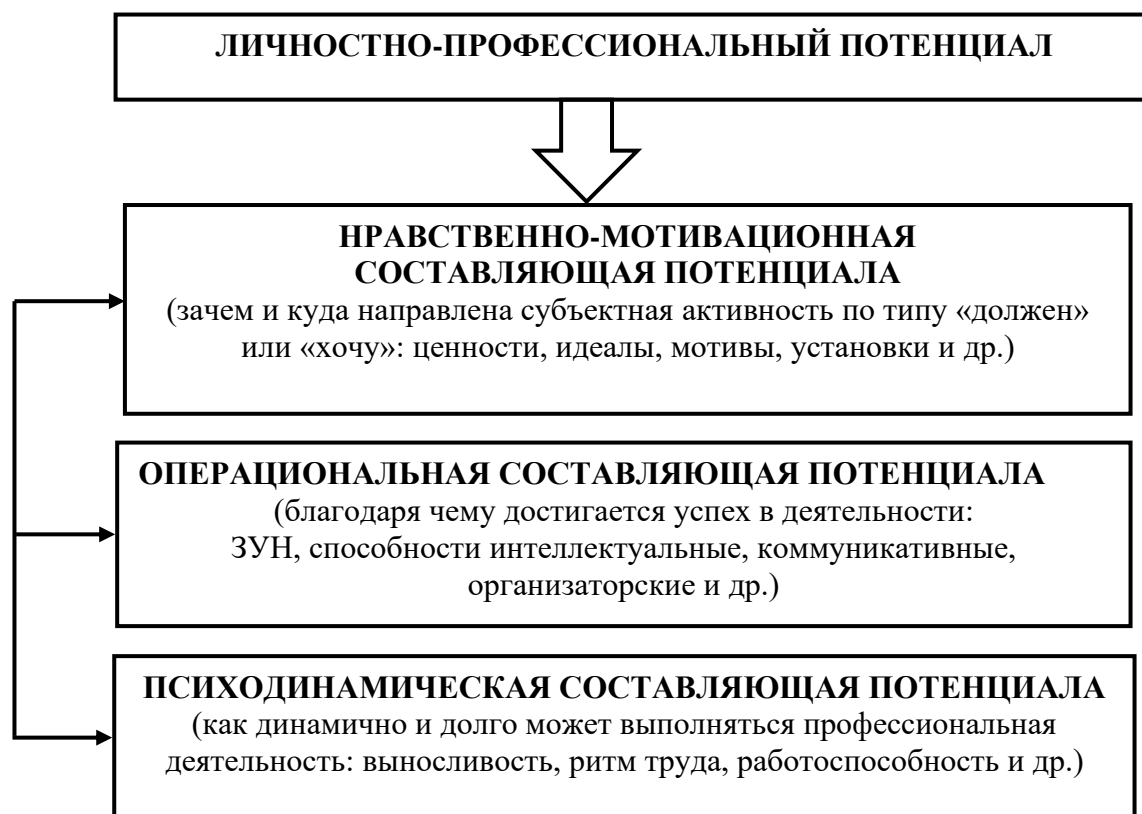 ЛИЧНОСТНО-ПРОФЕССИОНАЛЬНЫЙ ПОТЕНЦИАЛ
НРАВСТВЕННО-МОТИВАЦИОННАЯ
СОСТАВЛЯЮЩАЯ ПОТЕНЦИАЛА
(зачем и куда направлена субъектная активность по типу «должен»
или «хочу»: ценности, идеалы, мотивы, установки и др.)
ОПЕРАЦИОНАЛЬНАЯ СОСТАВЛЯЮЩАЯ ПОТЕНЦИАЛА
(благодаря чему достигается успех в деятельности:
ЗУН, способности интеллектуальные, коммуникативные,
организаторские и др.)
ПСИХОДИНАМИЧЕСКАЯ СОСТАВЛЯЮЩАЯ ПОТЕНЦИАЛА
(как динамично и долго может выполняться профессиональная
деятельность: выносливость, ритм труда, работоспособность и др.)